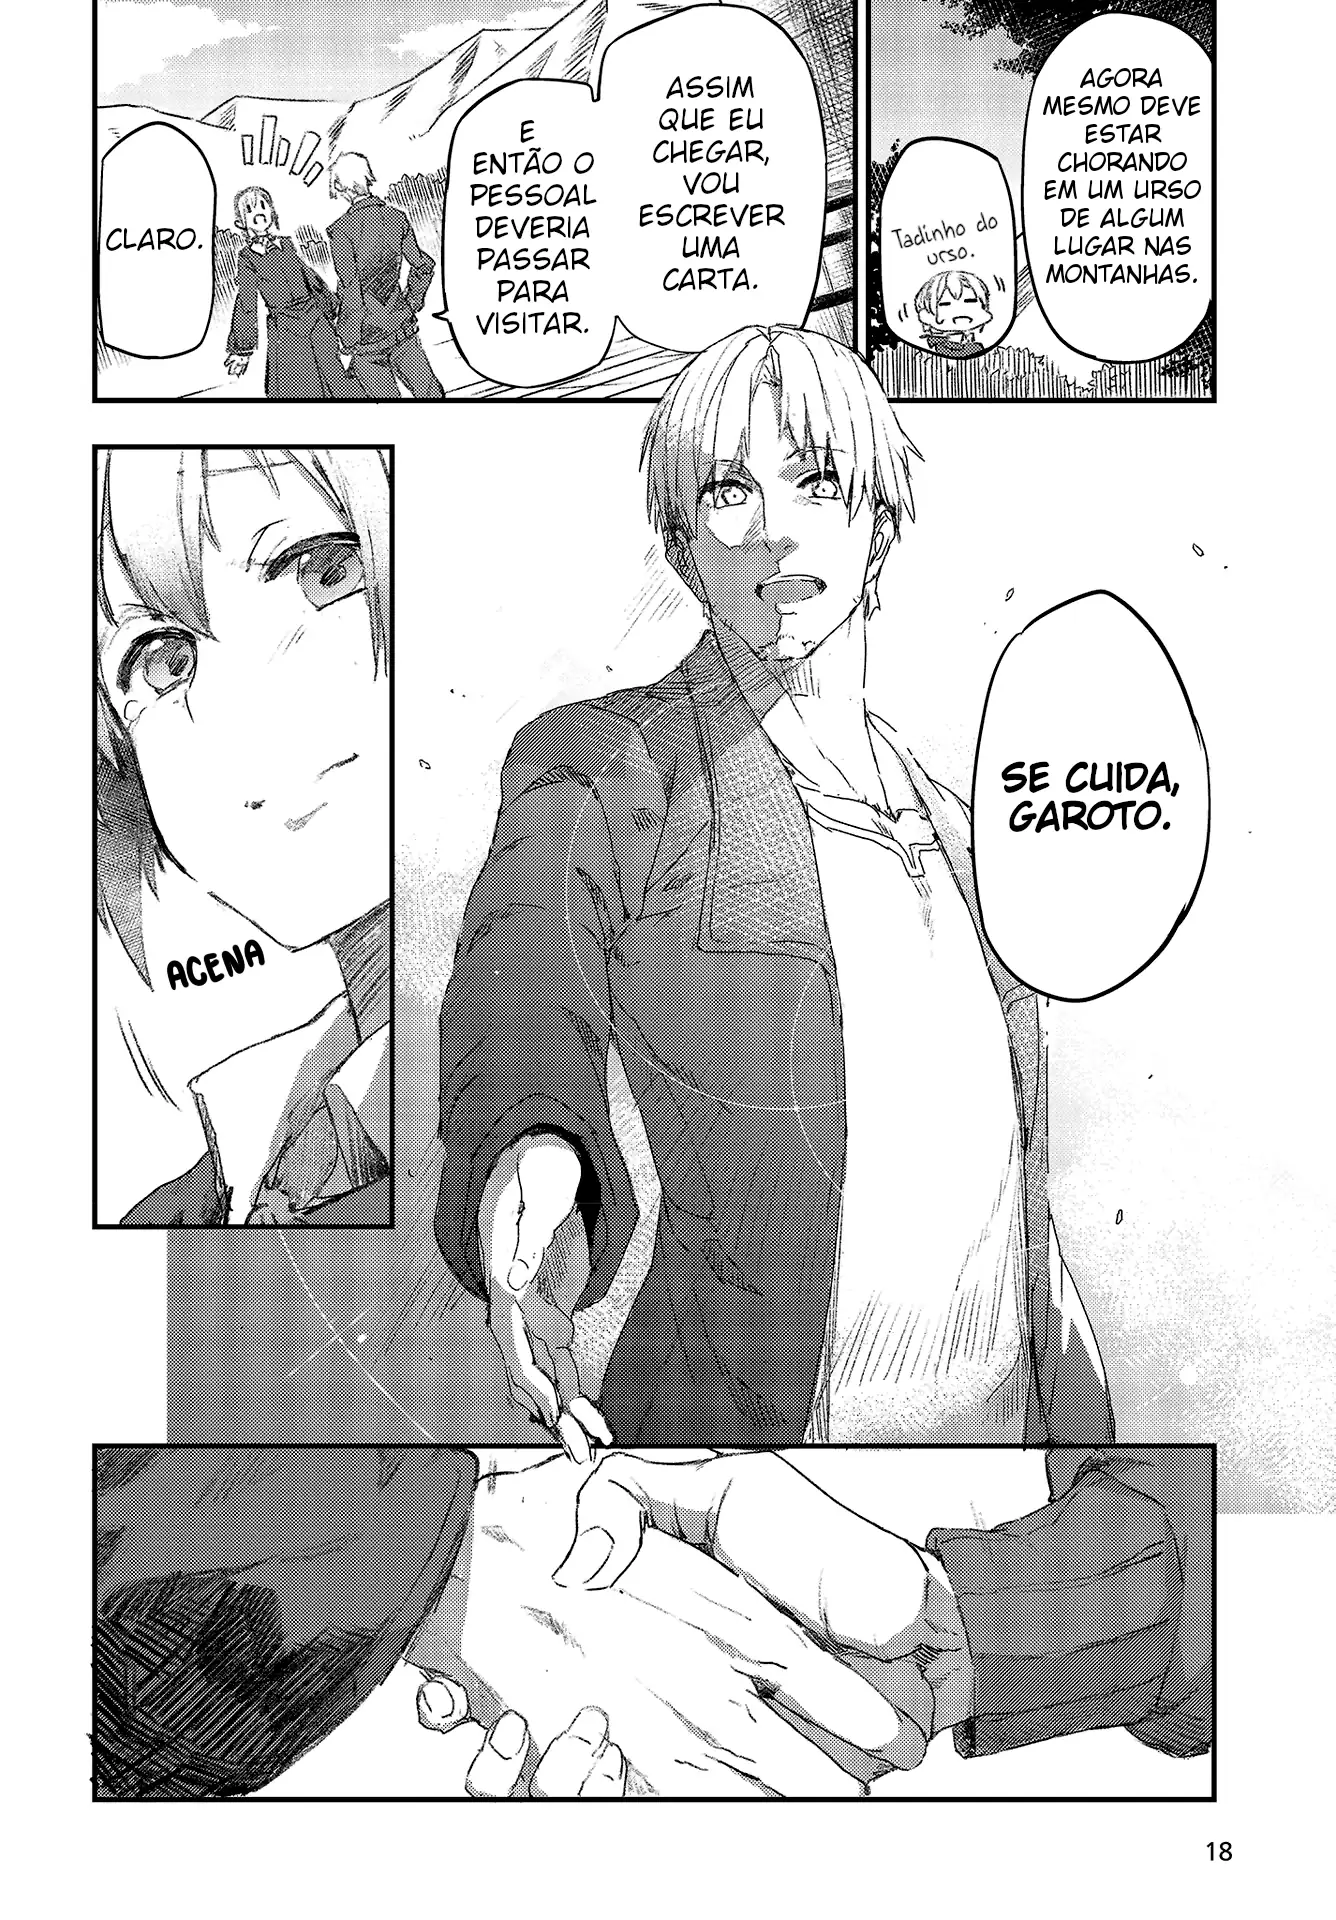 AGORA
MESMO DEVE
ESTAR
CHORANDO
EM UM URSO
DE ALGUM
LUGAR NAS
MONTANHAS.
Tadinho do
urso.
ASSIM
QUE EU
CHEGAR,
VOU
ESCREVER
UMA
CARTA.
E
ENTÃO O
PESSOAL
DEVERIA
PASSAR
PARA
VISITAR.
CLARO.
SE CUIDA,
GAROTO.
ACENA
18